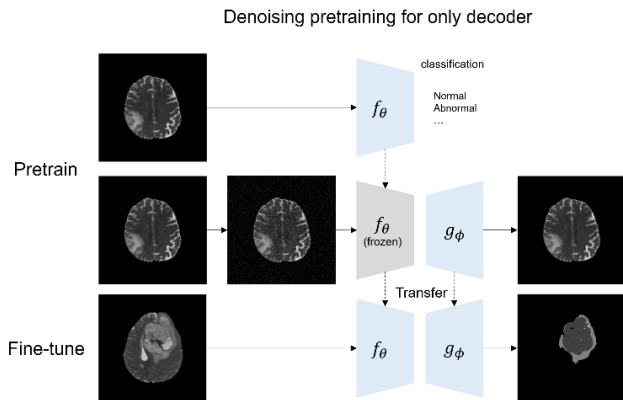 Denoising pretraining for only decoder
classification
Normal
Abnormal
...
fθ
Pretrain
fθ
(frozen)
gϕ
Transfer
Fine-tune
fθ
gϕ